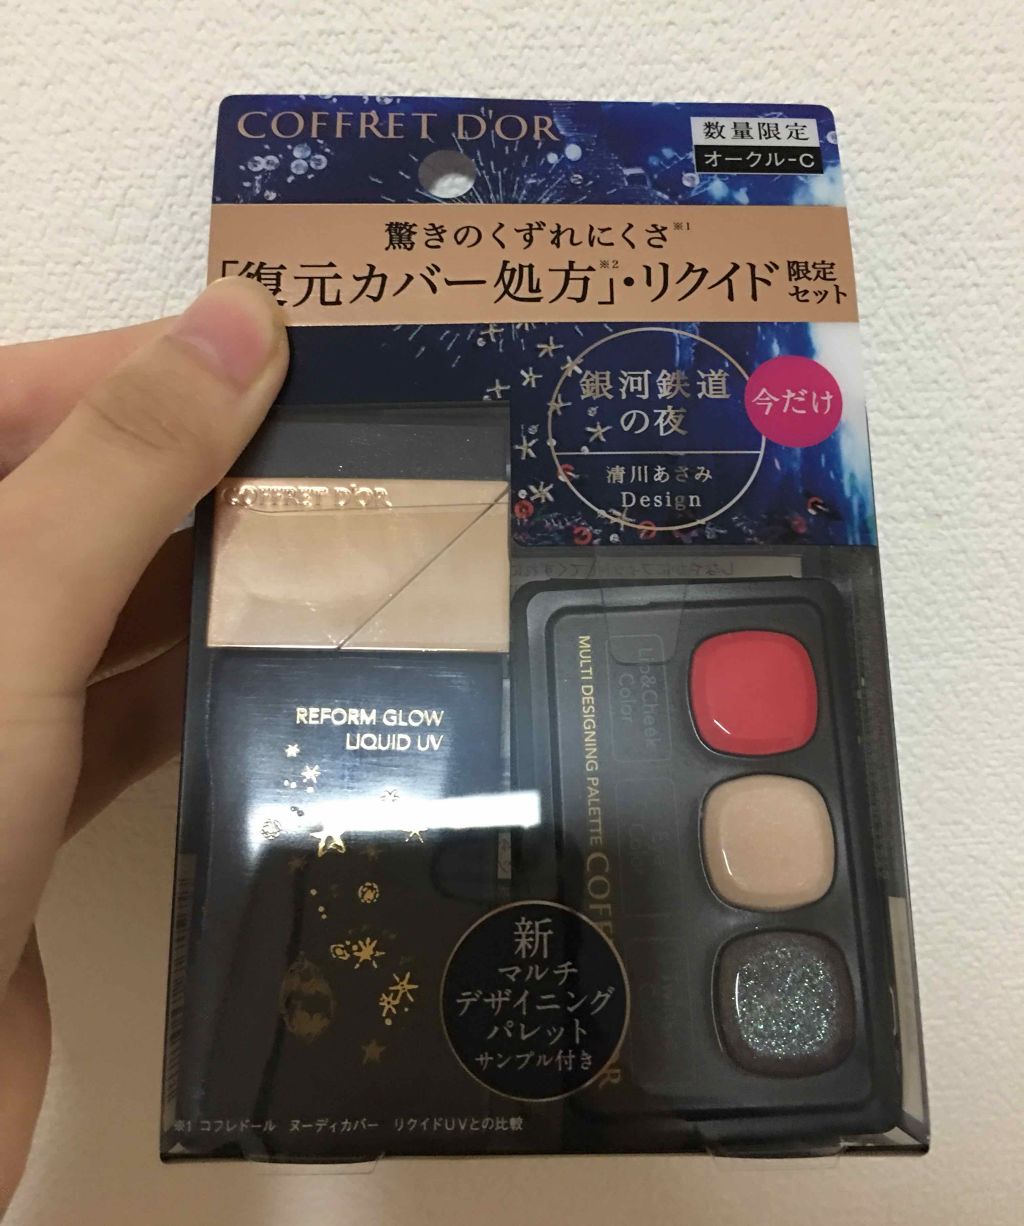 COFFRET D'OR
数量限定
オークル-C
驚きのくずれにくさ※1
「復元カバー処方※2」・リクイド 限定
セット
銀河鉄道
の夜
今だけ
清川あさみ
Design
COFFRET D'OR
REFORM GLOW
LIQUID UV
Lip&Cheek
Color
MULTI DESIGNING PALETTE
新
マルチ
デザイニング
パレット
サンプル付き
※1 コフレドール ヌーディカバー リクイドUVとの比較